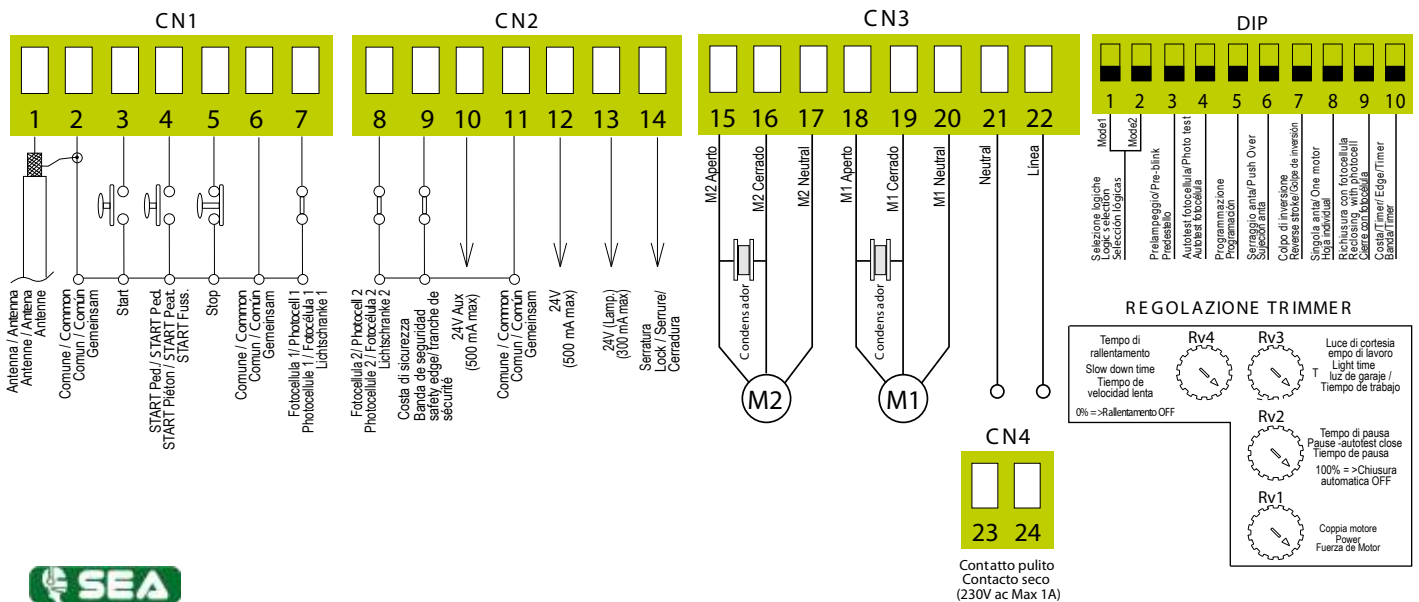 CN1
CN2
CN3
DIP
1 2 3 4 5 6 7
8 9 10 11 12 13 14
15 16 17 18 19 20 21 22
1 2 3 4 5 6 7 8 9 10
Antenna / Antenna
Antenne / Antenna
Antenne
Comune / Common
Comun / Común
Gemeinsam
Start
START Ped./ START Ped.
START Piéton / START Peat.
START Fuss.
Stop
Comune / Common
Comun / Común
Gemeinsam
Fotocellula 1/ Photocell 1
Photocellule 1 / Fotocélula 1
Lichtschranke 1
Fotocellula 2/ Photocell 2
Photocellule 2 / Fotocélula 2
Lichtschranke 2
Costa di sicurezza
Banda de seguridad
safety edge/ tranche de
sécurité
24V Aux
(500 mA max)
Comune / Common
Comun / Común
Gemeinsam
24V
(500 mA max)
24V (Lamp.)
(300 mA max)
Serratura
Lock / Serrure/
Cerradura
M2 Aperto
M2 Cerrado
M2 Neutral
M1 Aperto
M1 Cerrado
M1 Neutral
Neutral
Línea
Condensador
Condensador
M2
M1
Mode1
Mode2
Selezione logiche
Logic selection
Selección lógicas
Prelampeggio/Pre-blink
Predestello
Autotest fotocellula/Photo test
Autotest fotocélula
Programmazione
Programación
Serraggio anta/Push Over
Sujeción anta
Colpo di inversione
Reverse stroke/Golpe de inversión
Singola anta/One motor
Hoja individual
Richiusura con fotocellula
Reclosing with photocell
Cierre con fotocélula
Costa/Timer/ Edge/Timer
Banda/Timer
REGOLAZIONE TRIMMER
Tempo di
rallentamento
Slow down time
Tiempo de
velocidad lenta
0% =>Rallentamento OFF
Rv4
Rv3
Luce di cortesia
empo di lavoro
T
Light time
luz de garaje /
Tiempo de trabajo
Rv2
Tempo di pausa
Pause -autotest close
Tiempo de pausa
100% = >Chiusura
automatica OFF
Rv1
Coppia motore
Power
Fuerza de Motor
CN4
23 24
Contatto pulito
Contacto seco
(230V ac Max 1A)
SEA